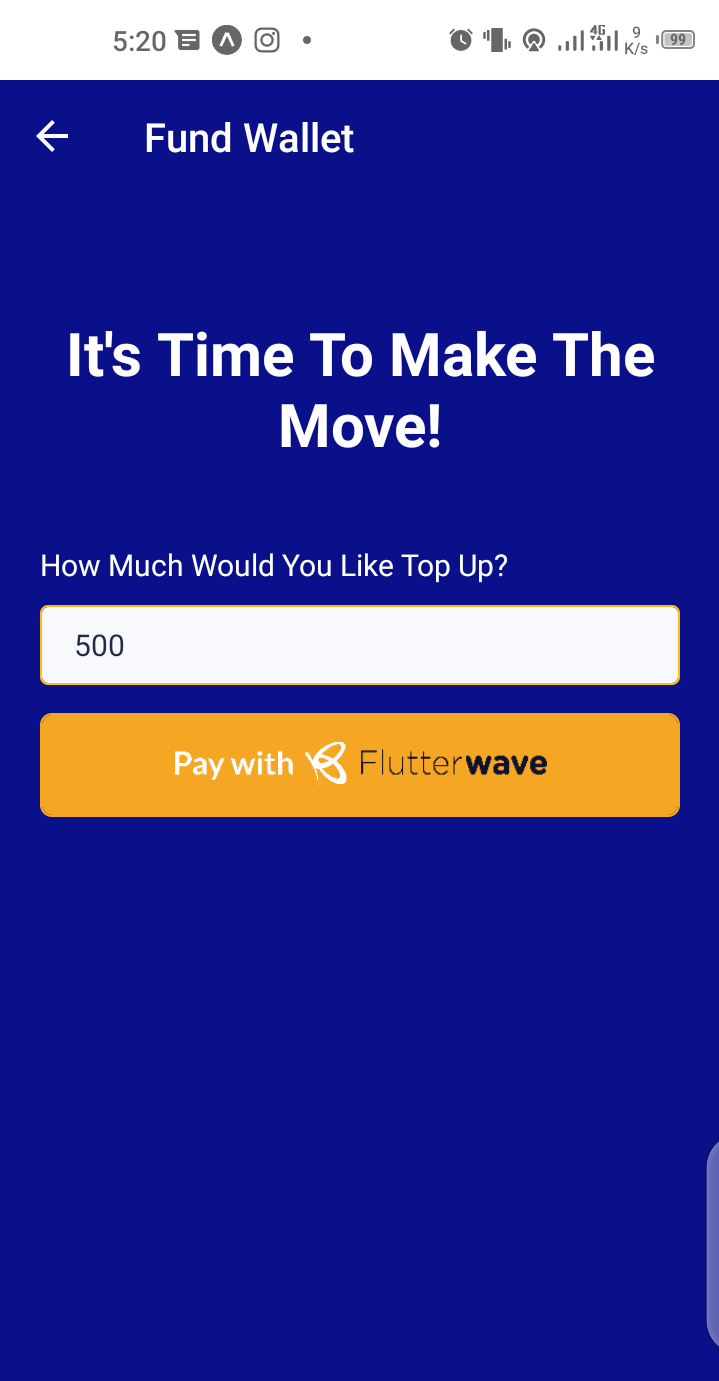 5:20 4G 9 K/s 99
Fund Wallet
It's Time To Make The
Move!
How Much Would You Like Top Up?
500
Pay with Flutterwave